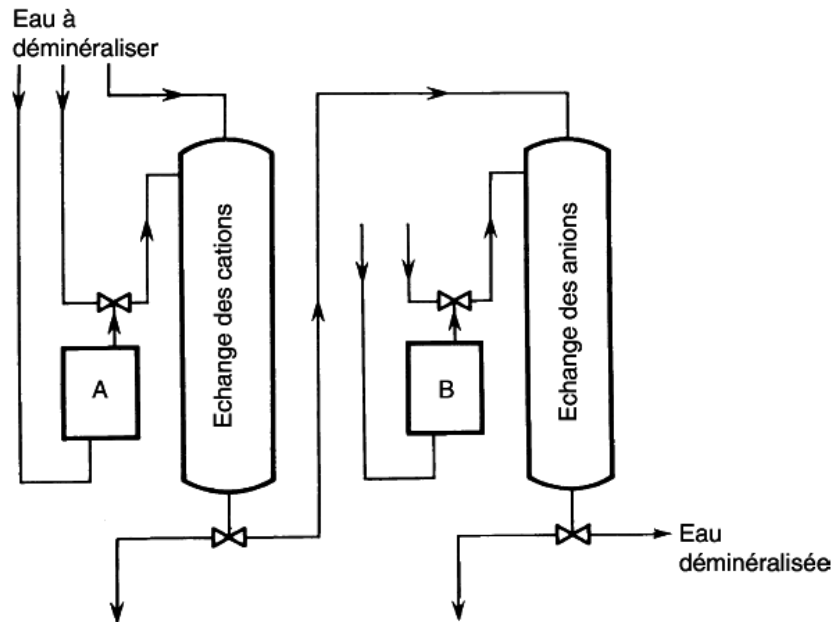 Eau à
déminéraliser
Echange des cations
A
Echange des anions
B
Eau
déminéralisée